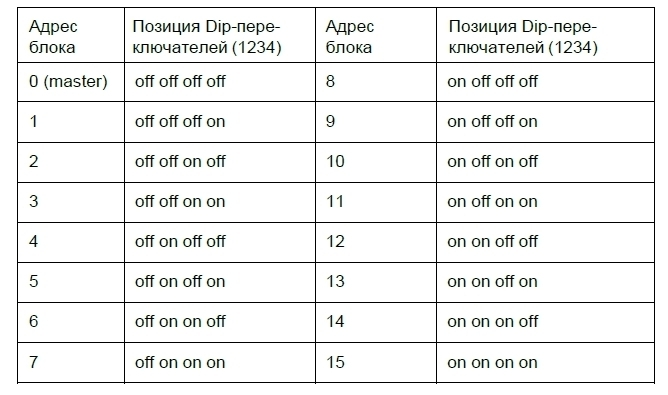 Адрес блока Позиция Dip-пере-ключателей (1234) Адрес блока Позиция Dip-пере-ключателей (1234)
0 (master) off off off off 8 on off off off
1 off off off on 9 on off off on
2 off off on off 10 on off on off
3 off off on on 11 on off on on
4 off on off off 12 on on off off
5 off on off on 13 on on off on
6 off on on off 14 on on on off
7 off on on on 15 on on on on